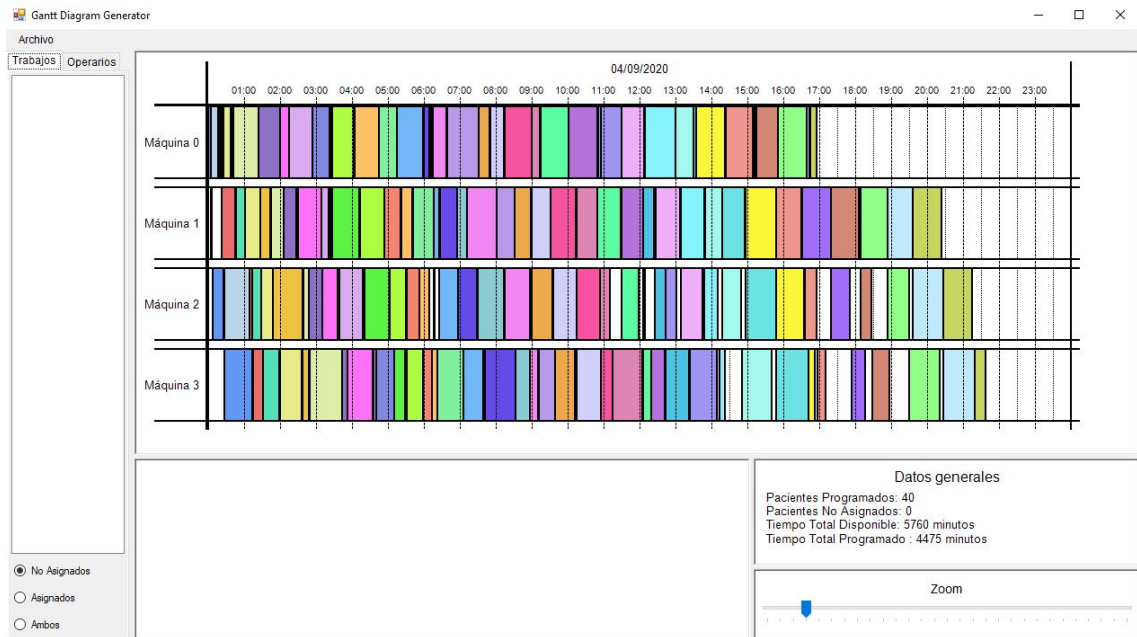 Gantt Diagram Generator
Archivo
Trabajos Operarios
04/09/2020
01:00 02:00 03:00 04:00 05:00 06:00 07:00 08:00 09:00 10:00 11:00 12:00 13:00 14:00 15:00 16:00 17:00 18:00 19:00 20:00 21:00 22:00 23:00
Máquina 0
Máquina 1
Máquina 2
Máquina 3
Datos generales
Pacientes Programados: 40
Pacientes No Asignados: 0
Tiempo Total Disponible: 5760 minutos
Tiempo Total Programado : 4475 minutos
No Asignados
Asignados
Ambos
Zoom